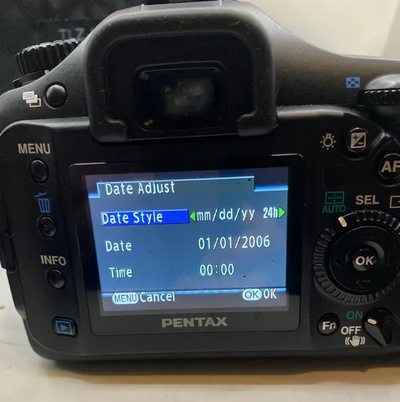 MENU
INFO
Date Adjust
Date Style mm/dd/yy 24h
Date 01/01/2006
Time 00:00
MENU Cancel OK OK
PENTAX
AF
AUTO
SEL
OK
Fn
ON
OFF